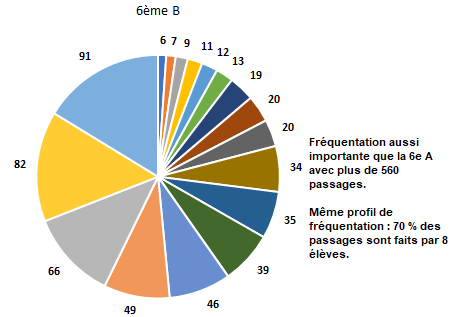 6ème B
6
7
9
11
12
13
19
20
20
34
35
39
46
49
66
82
91
Fréquentation aussi
importante que la 6e A
avec plus de 560
passages.
Même profil de
fréquentation : 70 % des
passages sont faits par 8
élèves.